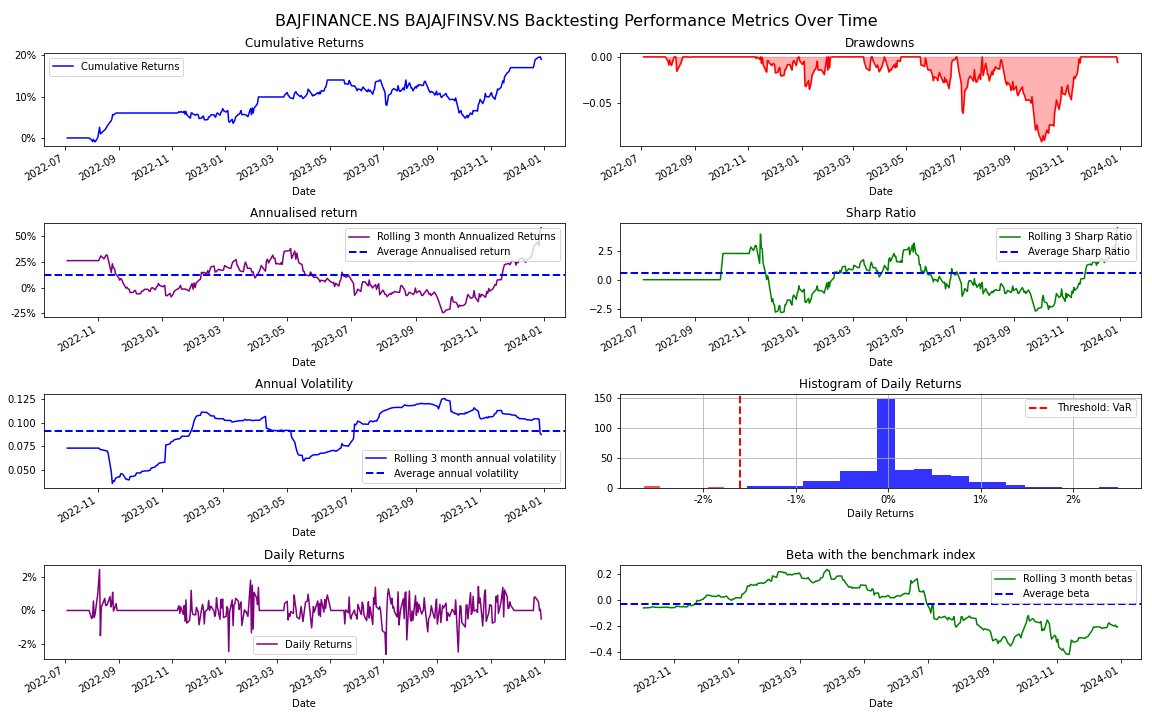 BAJFINANCE.NS BAJAJFINSV.NS Backtesting Performance Metrics Over Time
Cumulative Returns
20%
10%
0%
Cumulative Returns
2022-07 2022-09 2022-11 2023-01 2023-03 2023-05 2023-07 2023-09 2023-11 2024-01
Date
Drawdowns
0.00
−0.05
2022-07 2022-09 2022-11 2023-01 2023-03 2023-05 2023-07 2023-09 2023-11 2024-01
Date
Annualised return
50%
25%
0%
-25%
Rolling 3 month Annualized Returns
Average Annualised return
2022-11 2023-01 2023-03 2023-05 2023-07 2023-09 2023-11 2024-01
Date
Sharp Ratio
2.5
0.0
−2.5
Rolling 3 Sharp Ratio
Average Sharp Ratio
2022-07 2022-09 2022-11 2023-01 2023-03 2023-05 2023-07 2023-09 2023-11 2024-01
Date
Annual Volatility
0.125
0.100
0.075
0.050
Rolling 3 month annual volatility
Average annual volatility
2022-11 2023-01 2023-03 2023-05 2023-07 2023-09 2023-11 2024-01
Date
Histogram of Daily Returns
150
100
50
0
Threshold: VaR
-2% -1% 0% 1% 2%
Daily Returns
Daily Returns
2%
0%
-2%
Daily Returns
2022-07 2022-09 2022-11 2023-01 2023-03 2023-05 2023-07 2023-09 2023-11 2024-01
Date
Beta with the benchmark index
0.2
0.0
−0.2
−0.4
Rolling 3 month betas
Average beta
2022-11 2023-01 2023-03 2023-05 2023-07 2023-09 2023-11 2024-01
Date